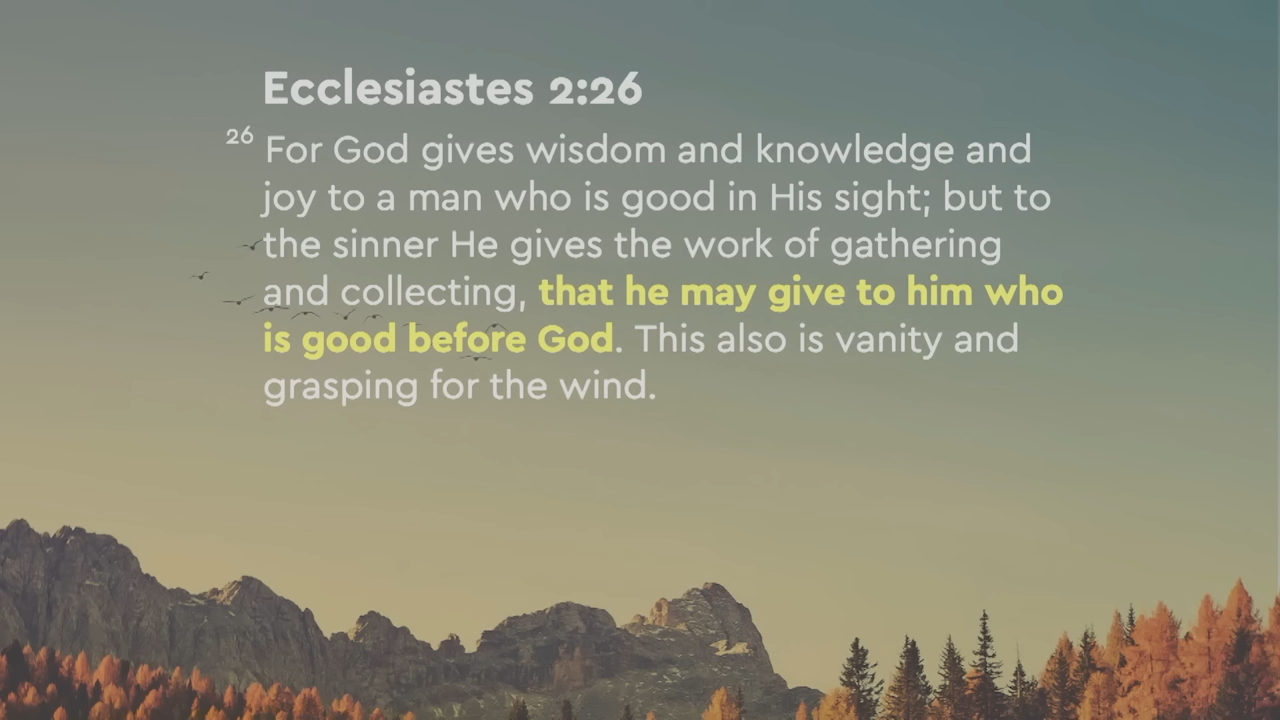 Ecclesiastes 2:26
26 For God gives wisdom and knowledge and
joy to a man who is good in His sight; but to
the sinner He gives the work of gathering
and collecting, that he may give to him who
is good before God. This also is vanity and
grasping for the wind.